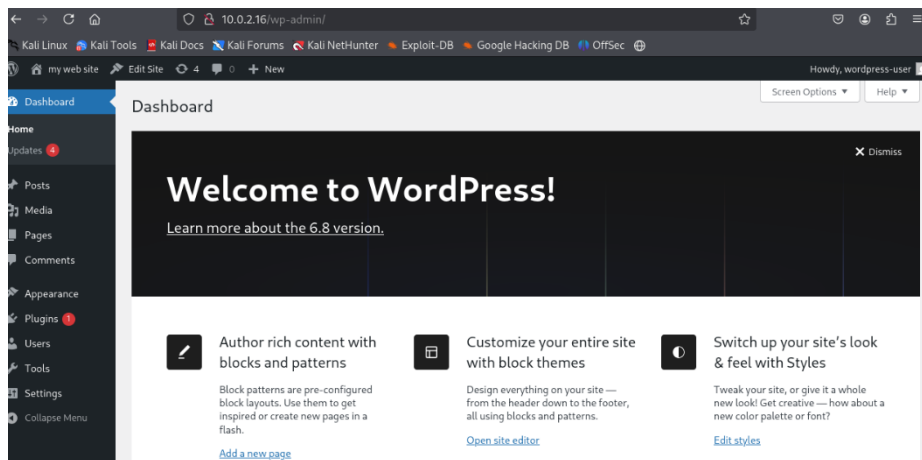 10.0.2.16/wp-admin/
Kali Linux Kali Tools Kali Docs Kali Forums Kali NetHunter Exploit-DB Google Hacking DB OffSec
my web site Edit Site 4 0 + New Howdy, wordpress-user
Screen Options ▼ Help ▼
Dashboard
Dashboard
Home
Updates 4
Dismiss
Welcome to WordPress!
Learn more about the 6.8 version.
Posts
Media
Pages
Comments
Appearance
Plugins 1
Users
Tools
Settings
Collapse Menu
Author rich content with
blocks and patterns
Block patterns are pre-configured
block layouts. Use them to get
inspired or create new pages in a
flash.
Add a new page
Customize your entire site
with block themes
Design everything on your site —
from the header down to the footer,
all using blocks and patterns.
Open site editor
Switch up your site's look
& feel with Styles
Tweak your site, or give it a whole
new look! Get creative — how about a
new color palette or font?
Edit styles